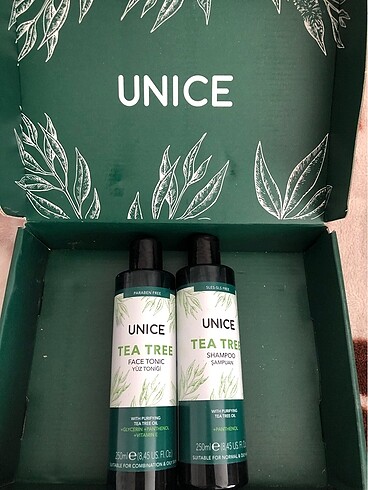 UNICE
PARABEN FREE
UNICE
TEA TREE
FACE TONIC
YÜZ TONİĞİ
WITH PURIFYING
TEA TREE OIL
+GLYCERIN +PANTHENOL
+VITAMIN E
250ml℮(8.45 US. Fl. Oz.)
SUITABLE FOR COMBINATION & OILY
SLES SLS FREE
UNICE
TEA TREE
SHAMPOO
ŞAMPUAN
WITH PURIFYING
TEA TREE OIL
+PANTHENOL
250ml℮(8.45 US. Fl. Oz.)
SUITABLE FOR NORMAL &